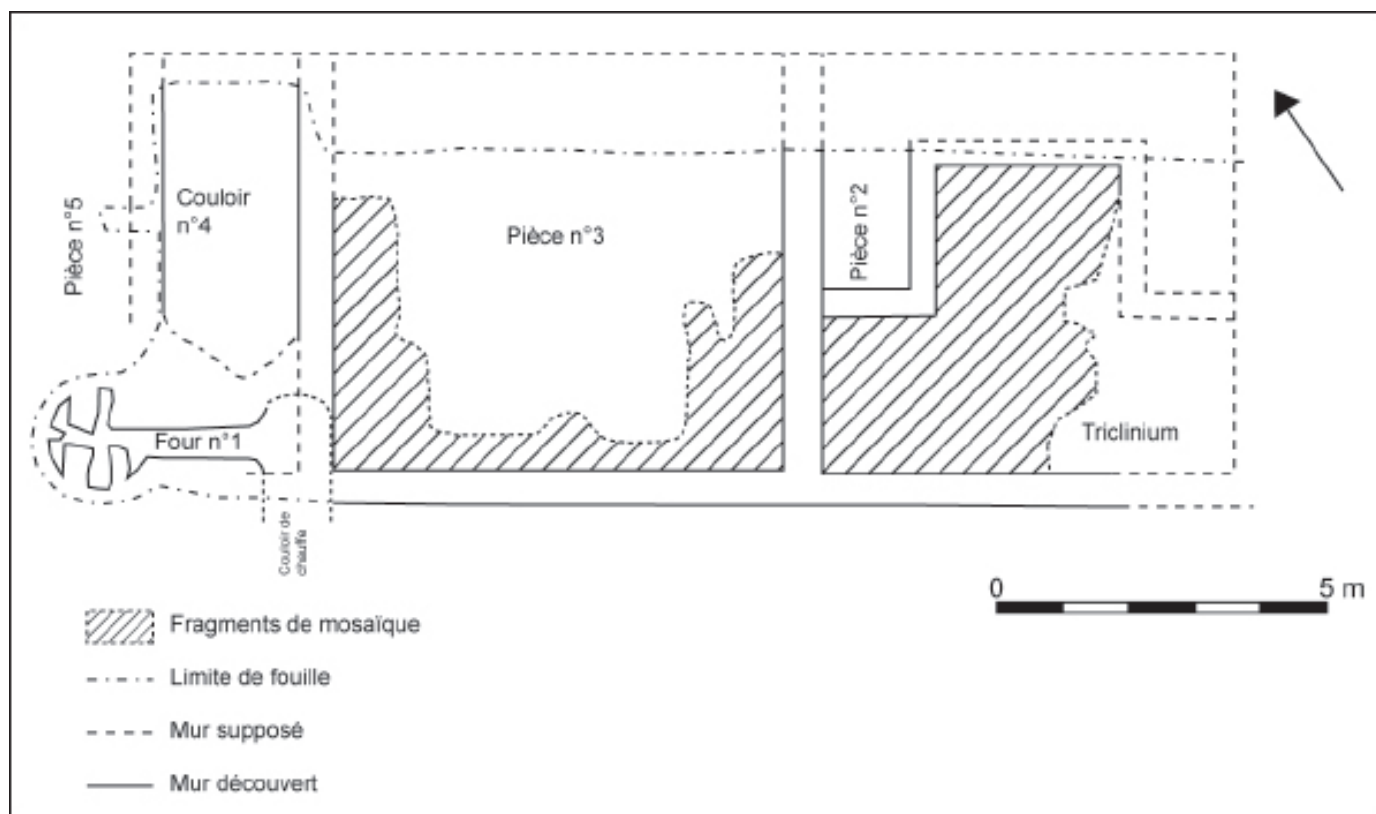 Couloir
n°4
Pièce n°5
Pièce n°3
Pièce n°2
Four n°1
Triclinium
Couloir de
chauffe
0 5 m
Fragments de mosaïque
Limite de fouille
Mur supposé
Mur découvert